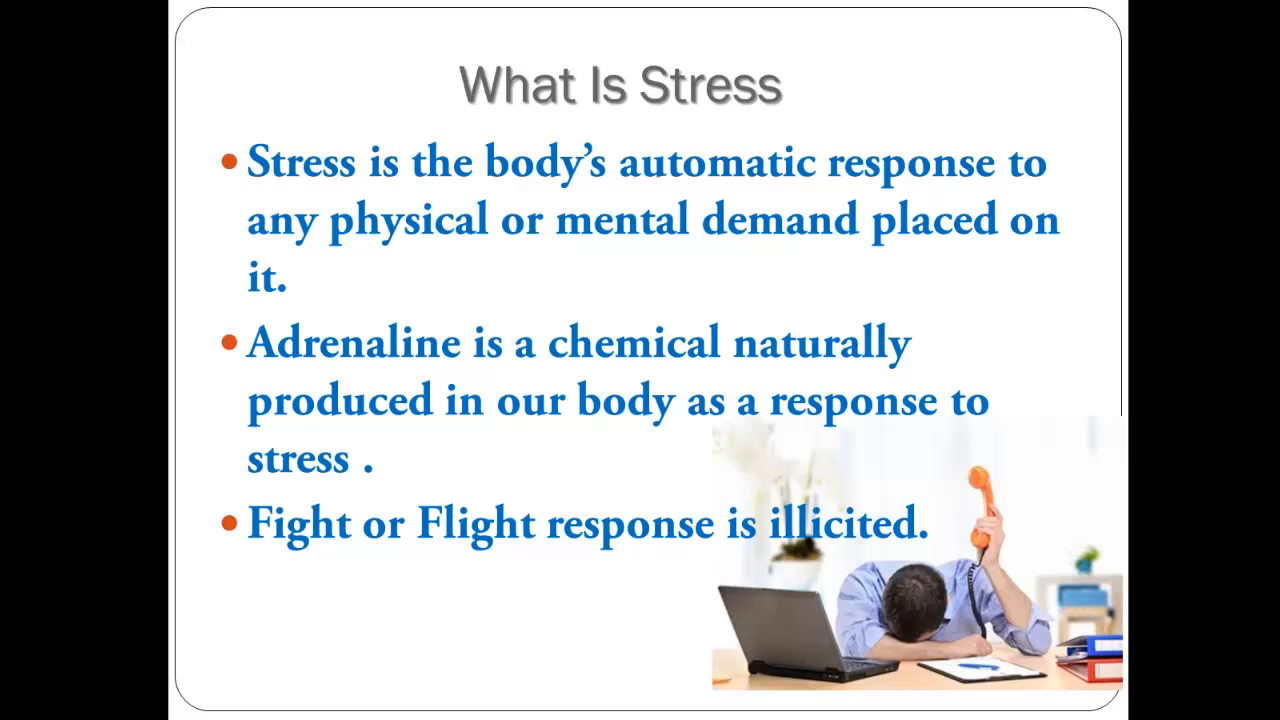 What Is Stress
• Stress is the body’s automatic response to
any physical or mental demand placed on
it.
• Adrenaline is a chemical naturally
produced in our body as a response to
stress .
• Fight or Flight response is illicited.